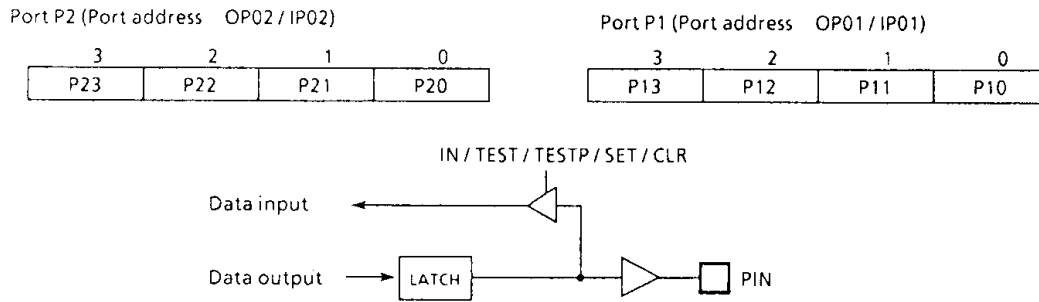 Port P2 (Port address OP02 / IP02)
3 2 1 0
P23 P22 P21 P20
Port P1 (Port address OP01 / IP01)
3 2 1 0
P13 P12 P11 P10
IN / TEST / TESTP / SET / CLR
Data input
Data output
LATCH
PIN